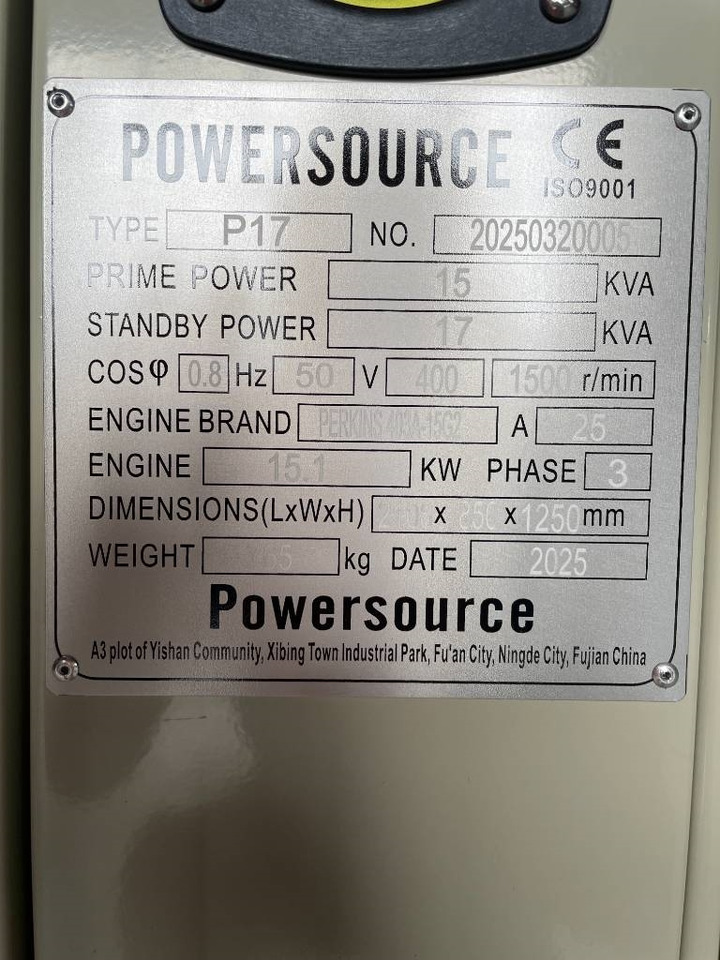 POWERSOURCE CE
ISO9001
TYPE P17 NO. 20250320005
PRIME POWER 15 KVA
STANDBY POWER 17 KVA
COSφ 0.8 Hz 50 V 400 1500 r/min
ENGINE BRAND PERKINS 403A-15G2 A 25
ENGINE 15.1 KW PHASE 3
DIMENSIONS(LxWxH) x x 1250 mm
WEIGHT kg DATE 2025
Powersource
A3 plot of Yishan Community, Xibing Town Industrial Park, Fu'an City, Ningde City, Fujian China